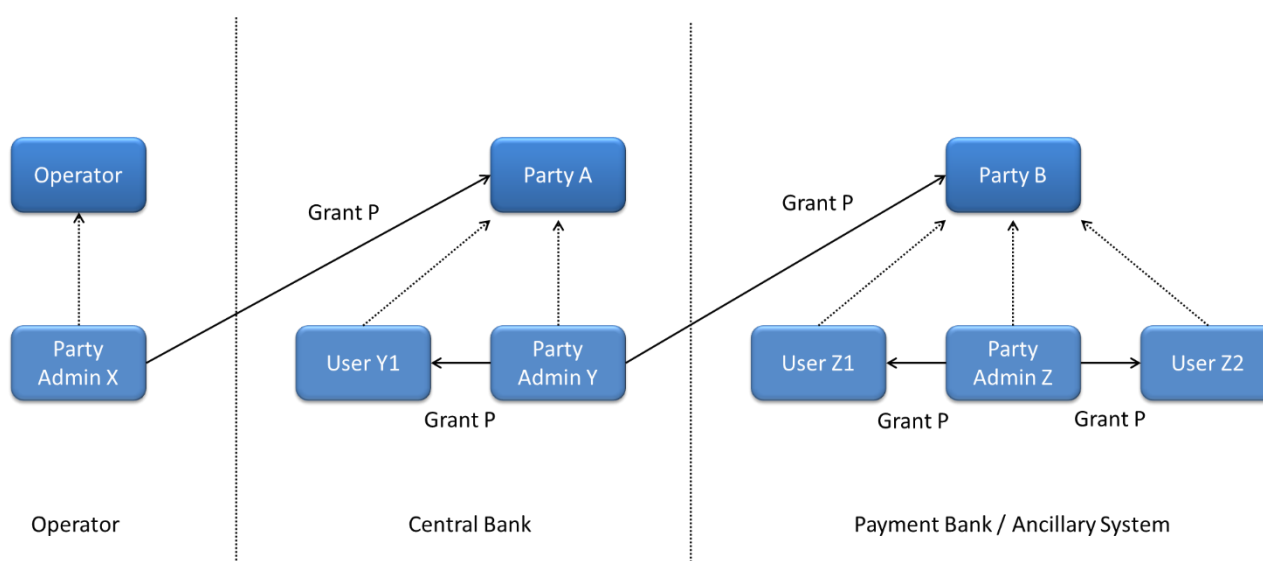 Operator
Party A
Party B
Grant P
Grant P
Party
Admin X
User Y1
Party
Admin Y
User Z1
Party
Admin Z
User Z2
Grant P
Grant P
Grant P
Operator
Central Bank
Payment Bank / Ancillary System